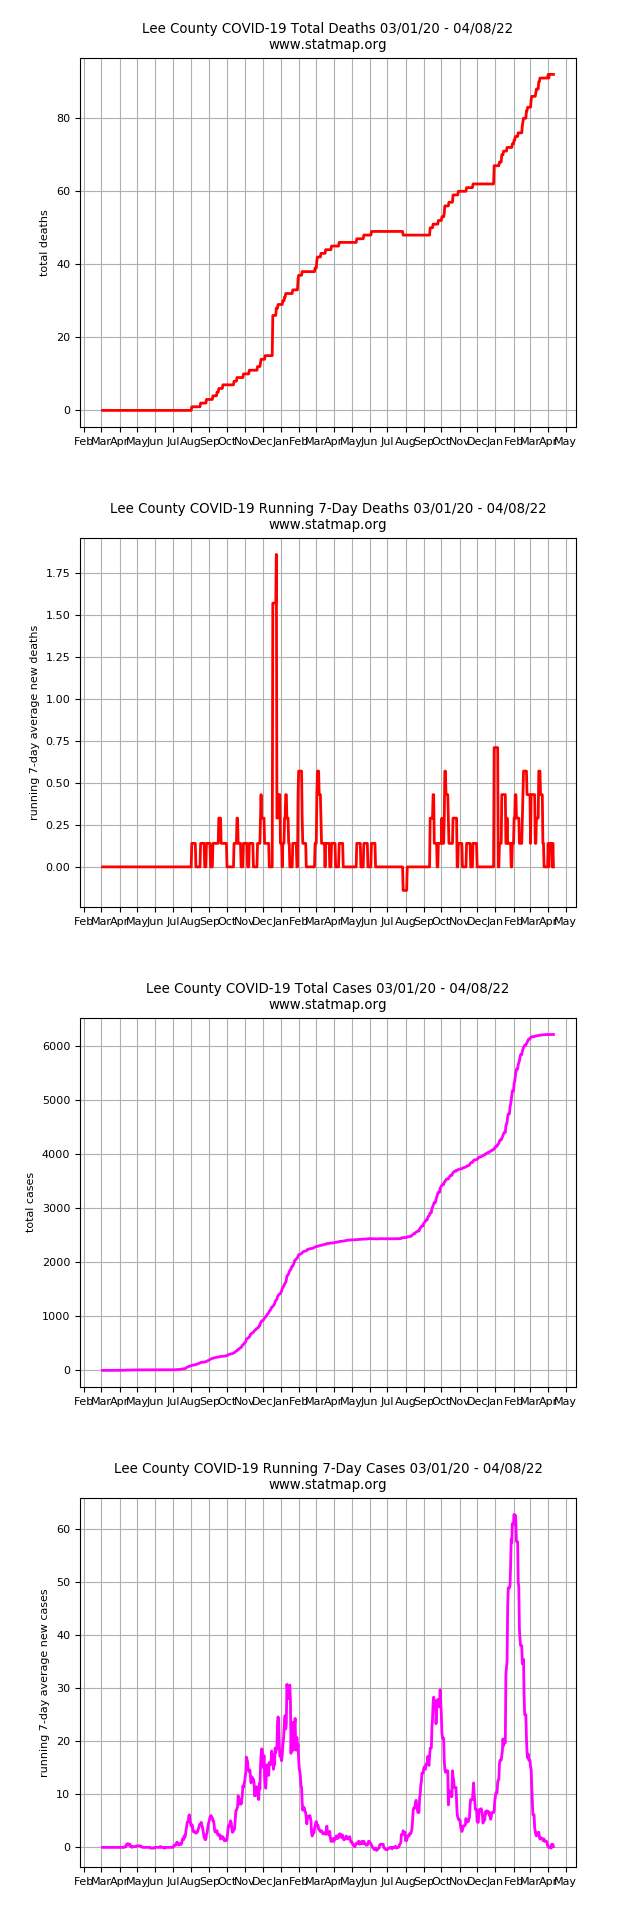 Lee County COVID-19 Total Deaths 03/01/20 - 04/08/22
www.statmap.org
total deaths
80
60
40
20
0
Feb Mar Apr May Jun Jul Aug Sep Oct Nov Dec Jan Feb Mar Apr May Jun Jul Aug Sep Oct Nov Dec Jan Feb Mar Apr May
Lee County COVID-19 Running 7-Day Deaths 03/01/20 - 04/08/22
www.statmap.org
running 7-day average new deaths
1.75
1.50
1.25
1.00
0.75
0.50
0.25
0.00
Feb Mar Apr May Jun Jul Aug Sep Oct Nov Dec Jan Feb Mar Apr May Jun Jul Aug Sep Oct Nov Dec Jan Feb Mar Apr May
Lee County COVID-19 Total Cases 03/01/20 - 04/08/22
www.statmap.org
total cases
6000
5000
4000
3000
2000
1000
0
Feb Mar Apr May Jun Jul Aug Sep Oct Nov Dec Jan Feb Mar Apr May Jun Jul Aug Sep Oct Nov Dec Jan Feb Mar Apr May
Lee County COVID-19 Running 7-Day Cases 03/01/20 - 04/08/22
www.statmap.org
running 7-day average new cases
60
50
40
30
20
10
0
Feb Mar Apr May Jun Jul Aug Sep Oct Nov Dec Jan Feb Mar Apr May Jun Jul Aug Sep Oct Nov Dec Jan Feb Mar Apr May